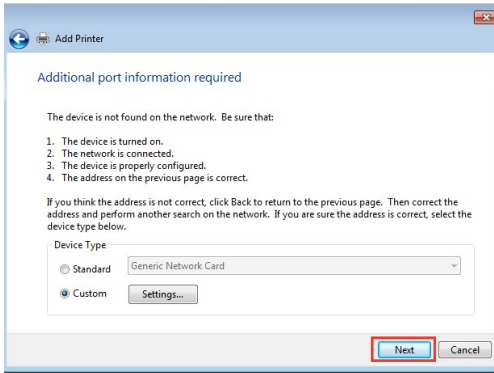 Add Printer
Additional port information required
The device is not found on the network. Be sure that:
1. The device is turned on.
2. The network is connected.
3. The device is properly configured.
4. The address on the previous page is correct.
If you think the address is not correct, click Back to return to the previous page. Then correct the
address and perform another search on the network. If you are sure the address is correct, select the
device type below.
Device Type
Standard Generic Network Card
Custom Settings...
Next Cancel